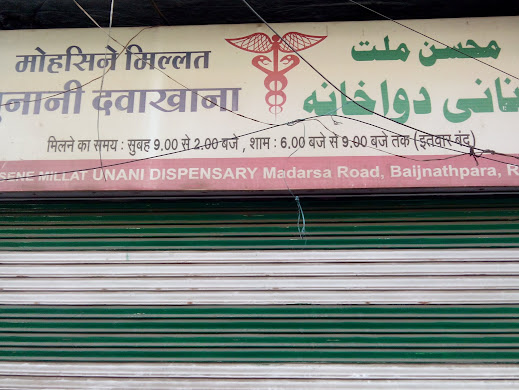 मोहसिने मिल्लत
محسن ملت
यूनानी दवाखाना
یونانی دواخانہ
मिलने का समय : सुबह 9.00 से 2.00 बजे, शाम : 6.00 बजे से 9.00 बजे तक (इतवार बंद)
SENE MILLAT UNANI DISPENSARY Madarsa Road, Baijnathpara, R